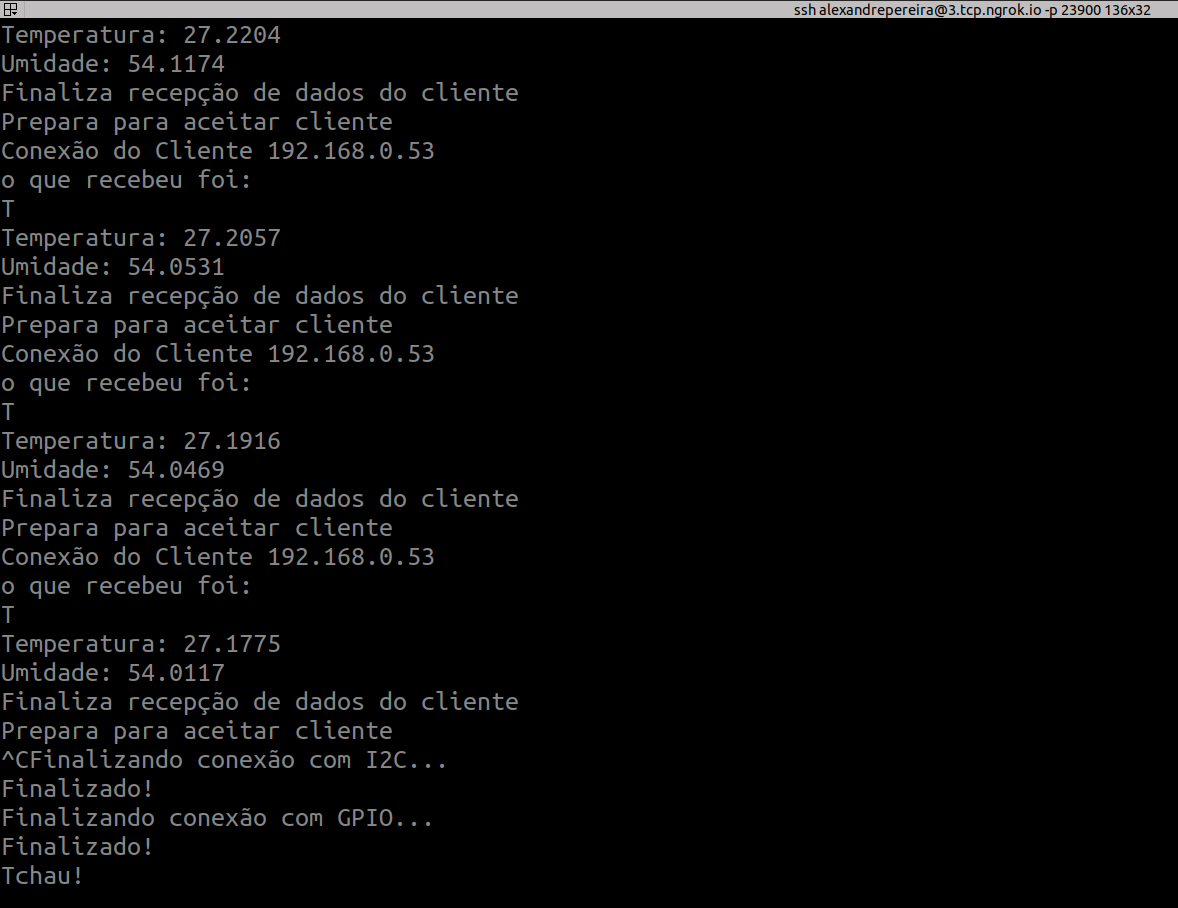 ssh alexandrepereira@3.tcp.ngrok.io -p 23900 136x32
Temperatura: 27.2204
Umidade: 54.1174
Finaliza recepção de dados do cliente
Prepara para aceitar cliente
Conexão do Cliente 192.168.0.53
o que recebeu foi:
T
Temperatura: 27.2057
Umidade: 54.0531
Finaliza recepção de dados do cliente
Prepara para aceitar cliente
Conexão do Cliente 192.168.0.53
o que recebeu foi:
T
Temperatura: 27.1916
Umidade: 54.0469
Finaliza recepção de dados do cliente
Prepara para aceitar cliente
Conexão do Cliente 192.168.0.53
o que recebeu foi:
T
Temperatura: 27.1775
Umidade: 54.0117
Finaliza recepção de dados do cliente
Prepara para aceitar cliente
^CFinalizando conexão com I2C...
Finalizado!
Finalizando conexão com GPIO...
Finalizado!
Tchau!